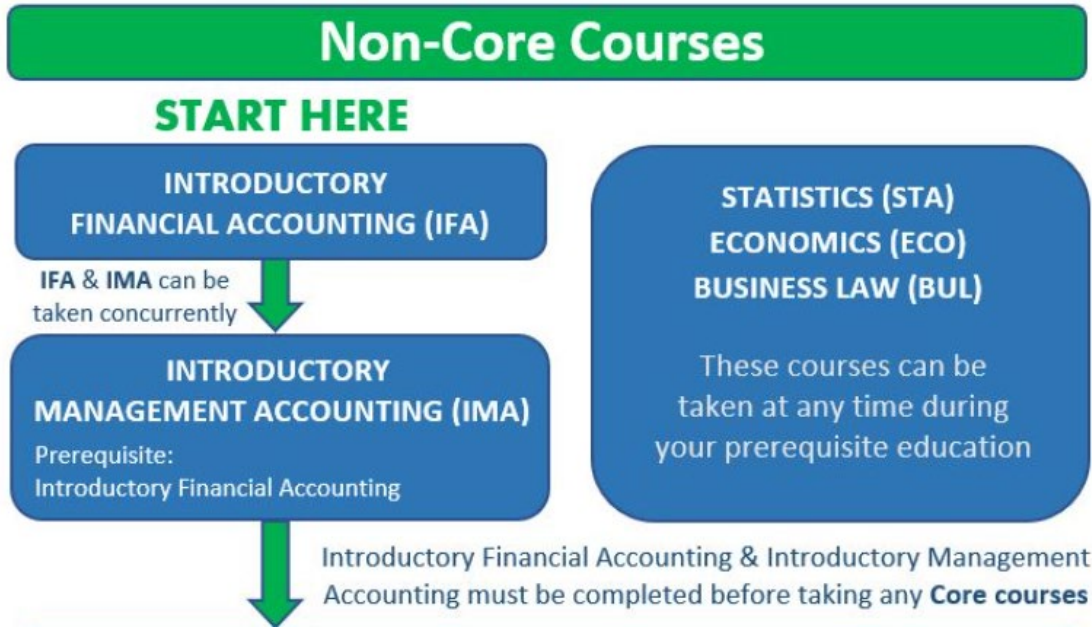 Non-Core Courses
START HERE
INTRODUCTORY
FINANCIAL ACCOUNTING (IFA)
IFA & IMA can be
taken concurrently
INTRODUCTORY
MANAGEMENT ACCOUNTING (IMA)
Prerequisite:
Introductory Financial Accounting
STATISTICS (STA)
ECONOMICS (ECO)
BUSINESS LAW (BUL)
These courses can be
taken at any time during
your prerequisite education
Introductory Financial Accounting & Introductory Management
Accounting must be completed before taking any Core courses